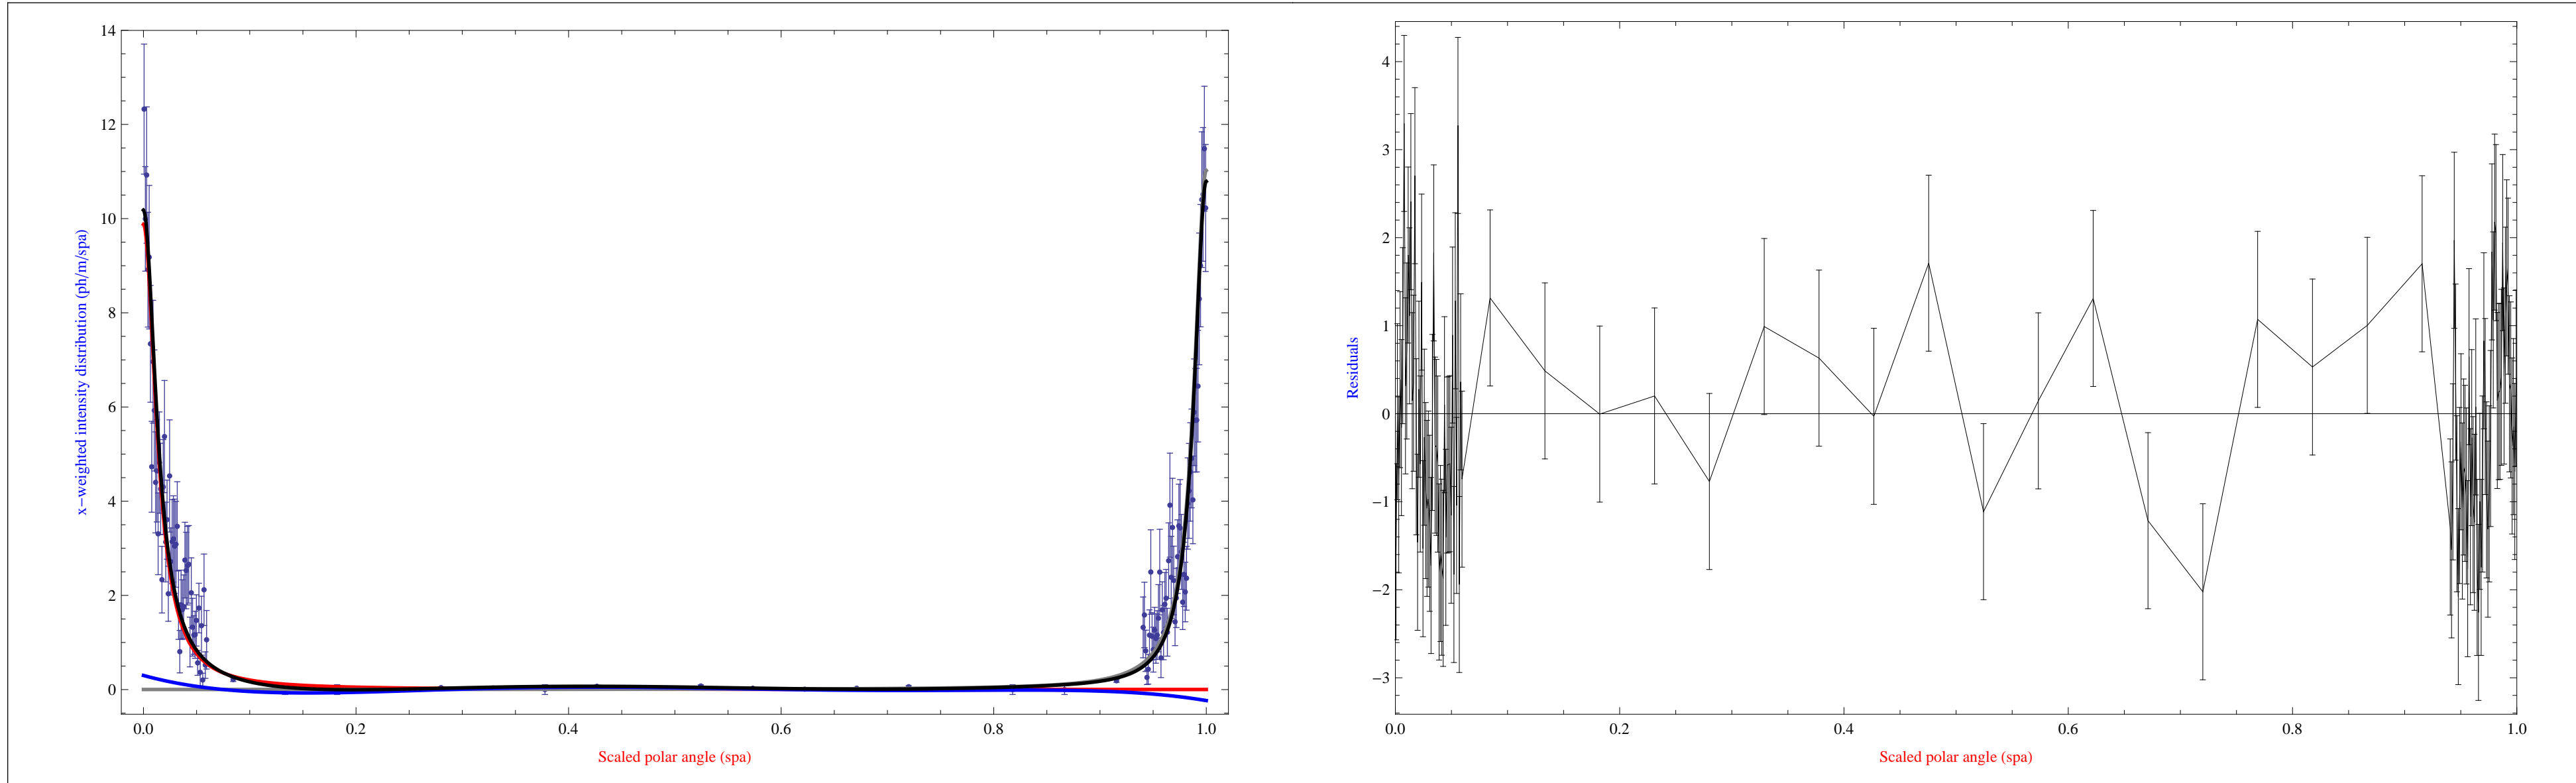 14
12
10
8
6
4
2
0
x−weighted intensity distribution (ph/m/spa)
0.0 0.2 0.4 0.6 0.8 1.0
Scaled polar angle (spa)
4
3
2
1
0
−1
−2
−3
Residuals
0.0 0.2 0.4 0.6 0.8 1.0
Scaled polar angle (spa)